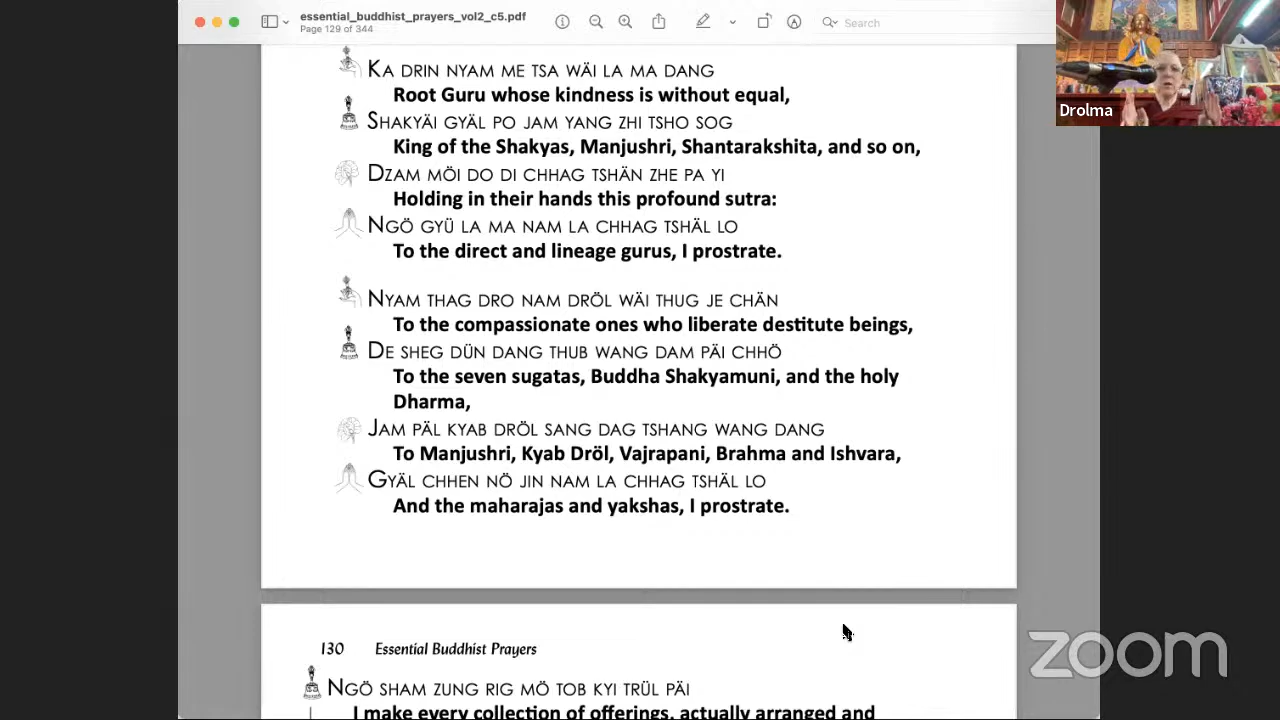 essential_buddhist_prayers_vol2_c5.pdf
Page 129 of 344
Search
Drolma
KA DRIN NYAM ME TSA WÄI LA MA DANG
Root Guru whose kindness is without equal,
SHAKYÄI GYÄL PO JAM YANG ZHI TSHO SOG
King of the Shakyas, Manjushri, Shantarakshita, and so on,
DZAM MÖI DO DI CHHAG TSHÄN ZHE PA YI
Holding in their hands this profound sutra:
NGÖ GYÜ LA MA NAM LA CHHAG TSHÄL LO
To the direct and lineage gurus, I prostrate.
NYAM THAG DRO NAM DRÖL WÄI THUG JE CHÄN
To the compassionate ones who liberate destitute beings,
DE SHEG DÜN DANG THUB WANG DAM PÄI CHHÖ
To the seven sugatas, Buddha Shakyamuni, and the holy
Dharma,
JAM PÄL KYAB DRÖL SANG DAG TSHANG WANG DANG
To Manjushri, Kyab Dröl, Vajrapani, Brahma and Ishvara,
GYÄL CHHEN NÖ JIN NAM LA CHHAG TSHÄL LO
And the maharajas and yakshas, I prostrate.
130 Essential Buddhist Prayers
NGÖ SHAM ZUNG RIG MÖ TOB KYI TRÜL PÄI
I make every collection of offerings, actually arranged and
zoom